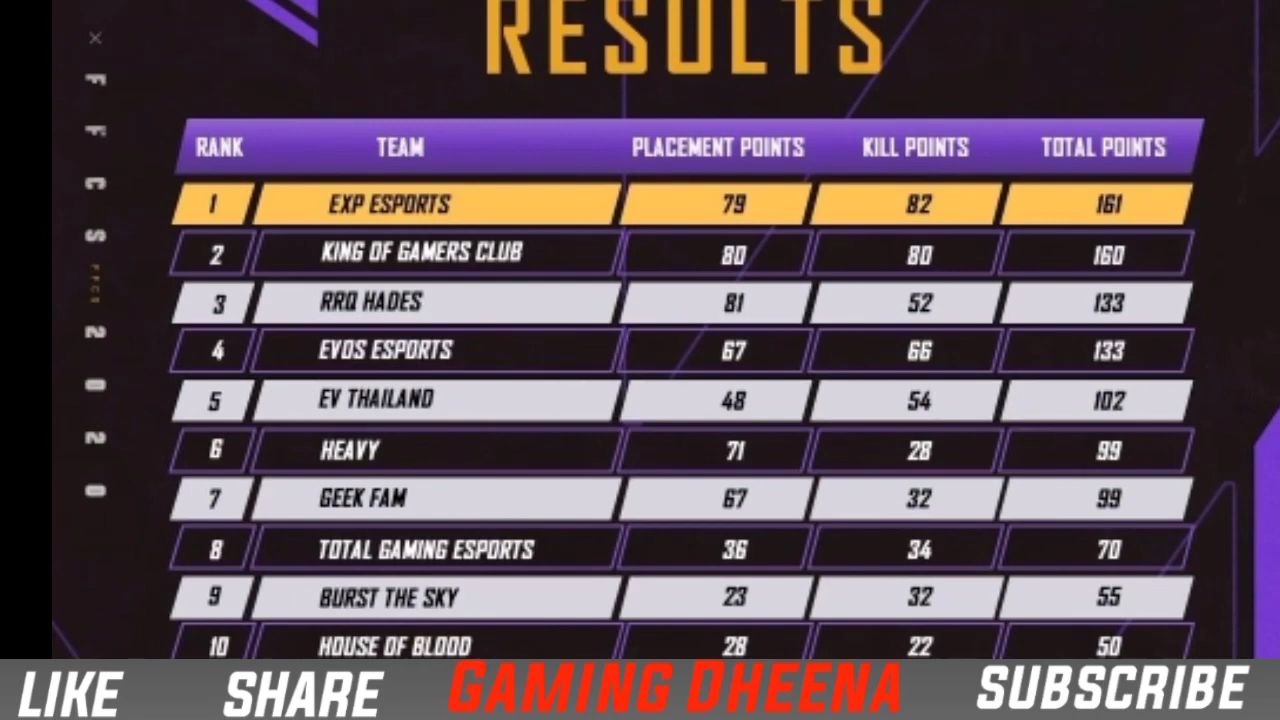 RESULTS
× FFCS FFCS 2020
RANK TEAM PLACEMENT POINTS KILL POINTS TOTAL POINTS
1 EXP ESPORTS 79 82 161
2 KING OF GAMERS CLUB 80 80 160
3 RRQ HADES 81 52 133
4 EVOS ESPORTS 67 66 133
5 EV THAILAND 48 54 102
6 HEAVY 71 28 99
7 GEEK FAM 67 32 99
8 TOTAL GAMING ESPORTS 36 34 70
9 BURST THE SKY 23 32 55
10 HOUSE OF BLOOD 28 22 50
LIKE SHARE GAMING DHEENA SUBSCRIBE